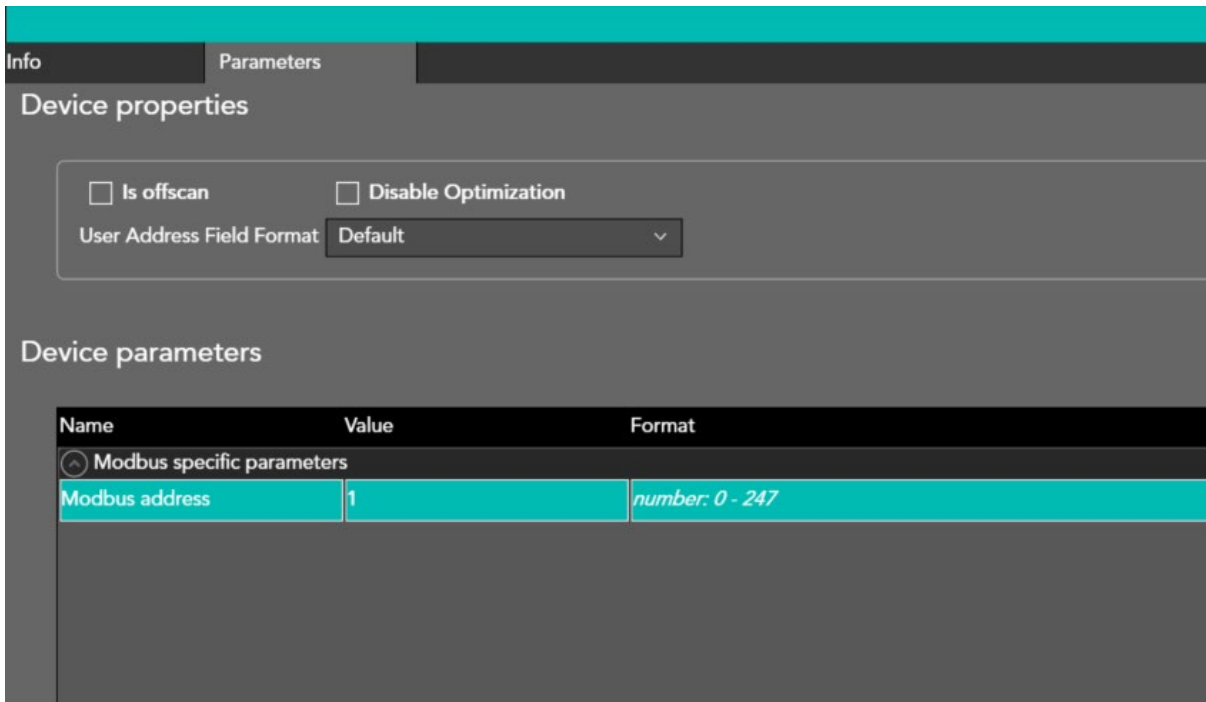 Info Parameters
Device properties
Is offscan Disable Optimization
User Address Field Format Default
Device parameters
Name Value Format
Modbus specific parameters
Modbus address 1 number: 0 - 247